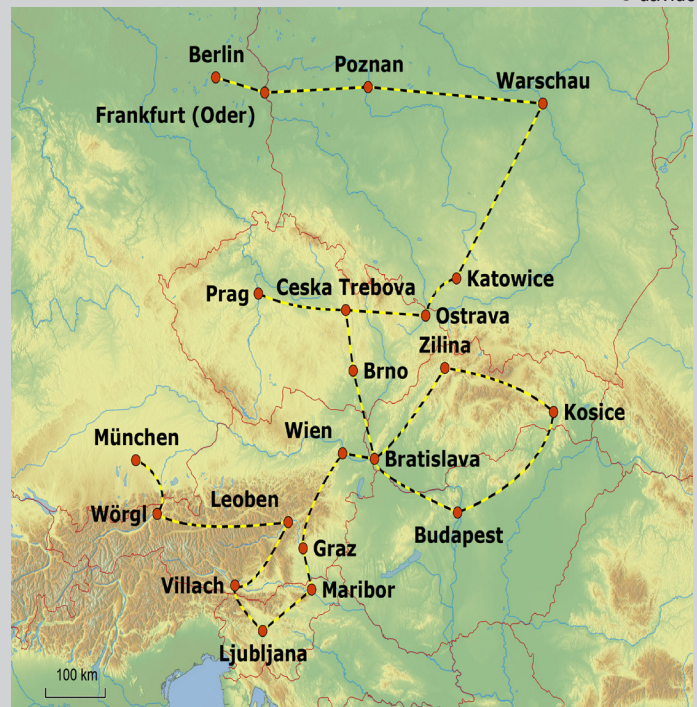 Berlin
Poznan
Warschau
Frankfurt (Oder)
Katowice
Prag
Ceska Trebova
Ostrava
Zilina
Brno
Kosice
Wien
München
Bratislava
Leoben
Wörgl
Budapest
Graz
Villach
Maribor
Ljubljana
100 km